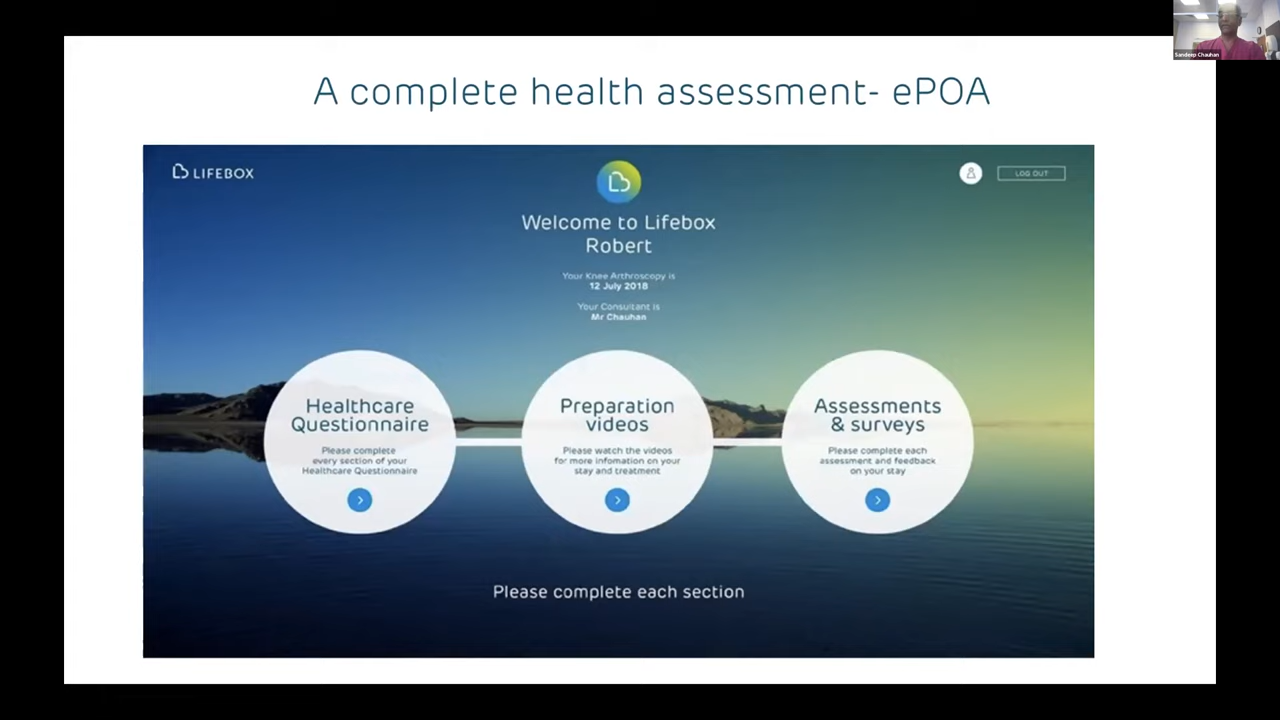 Sandeep Chauhan
A complete health assessment- ePOA
LIFEBOX
LOG OUT
Welcome to Lifebox
Robert
Your Knee Arthroscopy is
12 July 2018
Your Consultant is
Mr Chauhan
Healthcare
Questionnaire
Please complete
every section of your
Healthcare Questionnaire
Preparation
videos
Please watch the videos
for more infomation on your
stay and treatment
Assessments
& surveys
Please complete each
assessment and feedback
on your stay
Please complete each section